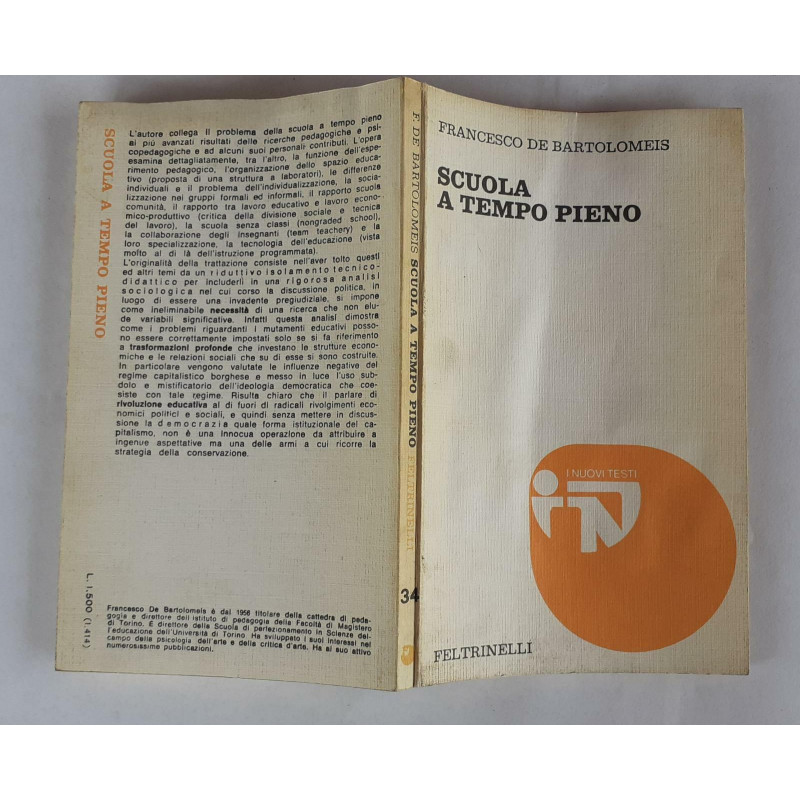 SCUOLA A TEMPO PIENO
L'autore collega il problema della scuola a tempo pieno
ai più avanzati risultati delle ricerche pedagogiche e psi-
copedagogiche e ad alcuni suoi personali contributi. L'opera
esamina dettagliatamente, tra l'altro, la funzione dell'espe-
rimento pedagogico, l'organizzazione dello spazio educa-
tivo (proposta di una struttura a laboratori), le differenze
individuali e il problema dell'individualizzazione, la socia-
lizzazione nei gruppi formali ed informali, il rapporto scuola
comunità, il rapporto tra lavoro educativo e lavoro econo-
mico-produttivo (critica della divisione sociale e tecnica
del lavoro), la scuola senza classi (nongraded school),
la collaborazione degli insegnanti (team teachery) e la
loro specializzazione, la tecnologia dell'educazione (vista
molto al di là dell'istruzione programmata).
L'originalità della trattazione consiste nell'aver tolto questi
ed altri temi da un riduttivo isolamento tecnico-
didattico per includerli in una rigorosa analisi
sociologica nel cui corso la discussione politica, in
luogo di essere una invadente pregiudiziale, si impone
come ineliminabile necessità di una ricerca che non elu-
de variabili significative. Infatti questa analisi dimostra
come i problemi riguardanti i mutamenti educativi posso-
no essere correttamente impostati solo se si fa riferimento
a trasformazioni profonde che investano le strutture econo-
miche e le relazioni sociali che su di esse si sono costruite.
In particolare vengono valutate le influenze negative del
regime capitalistico borghese e messo in luce l'uso sub-
dolo e mistificatorio dell'ideologia democratica che coe-
siste con tale regime. Risulta chiaro che il parlare di
rivoluzione educativa al di fuori di radicali rivolgimenti eco-
nomici politici e sociali, e quindi senza mettere in discus-
sione la democrazia quale forma istituzionale del ca-
pitalismo, non è una innocua operazione da attribuire a
ingenue aspettative ma una delle armi a cui ricorre la
strategia della conservazione.
Francesco De Bartolomeis è dal 1956 titolare della cattedra di peda-
gogia e direttore dell'istituto di pedagogia della Facoltà di Magistero
di Torino. È direttore della Scuola di perfezionamento in Scienze del-
l'educazione dell'Università di Torino. Ha sviluppato i suoi interessi nel
campo della psicologia dell'arte e della critica d'arte. Ha al suo attivo
numerosissime pubblicazioni.
L. 1.500 (1.414)
F. DE BARTOLOMEIS SCUOLA A TEMPO PIENO FELTRINELLI
34
FRANCESCO DE BARTOLOMEIS
SCUOLA
A TEMPO PIENO
I NUOVI TESTI
FELTRINELLI